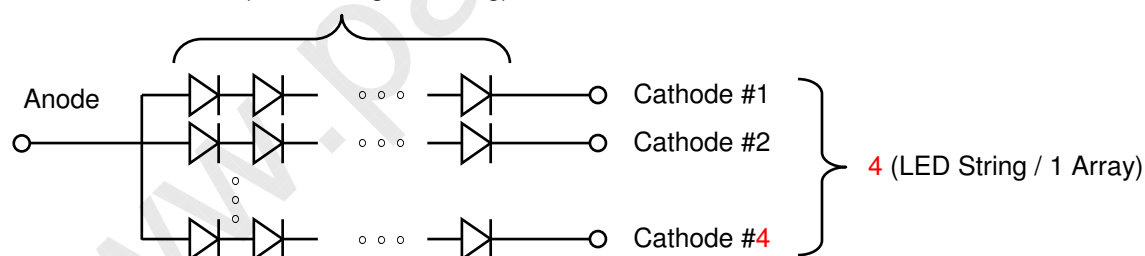 Anode
Cathode #1
Cathode #2
4 (LED String / 1 Array)
Cathode #4